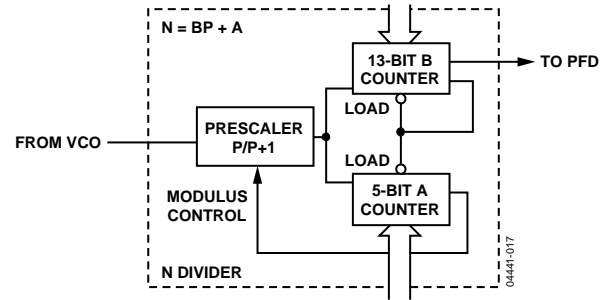 N = BP + A
13-BIT B
COUNTER
TO PFD
LOAD
PRESCALER
P/P+1
FROM VCO
LOAD
MODULUS
CONTROL
5-BIT A
COUNTER
N DIVIDER
04441-017